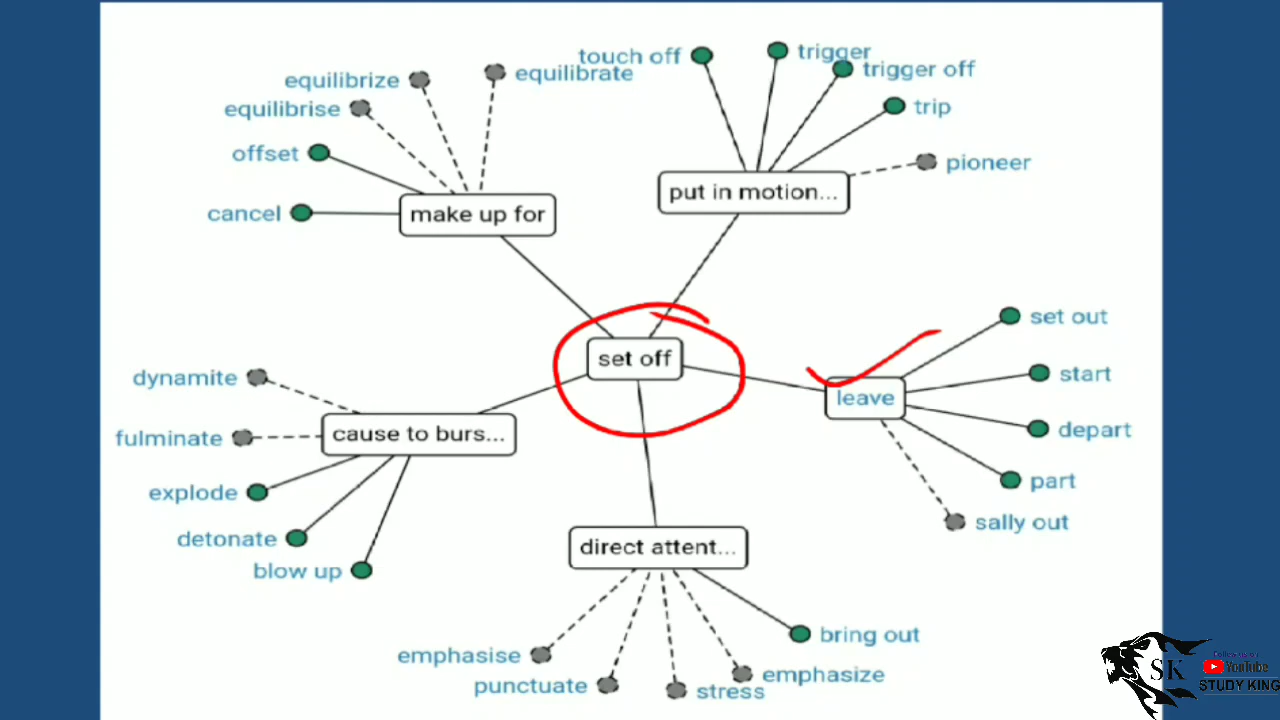 touch off
trigger
equilibrize
equilibrate
trigger off
equilibrise
trip
offset
pioneer
put in motion...
cancel
make up for
set out
set off
dynamite
start
leave
fulminate
cause to burs...
depart
explode
part
detonate
sally out
direct attent...
blow up
bring out
emphasise
punctuate
stress
emphasize
Following on
SK
YouTube
STUDY KING